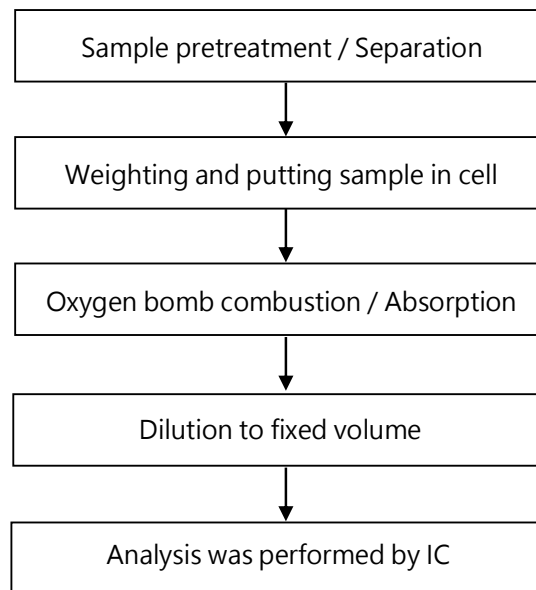 Sample pretreatment / Separation
Weighting and putting sample in cell
Oxygen bomb combustion / Absorption
Dilution to fixed volume
Analysis was performed by IC